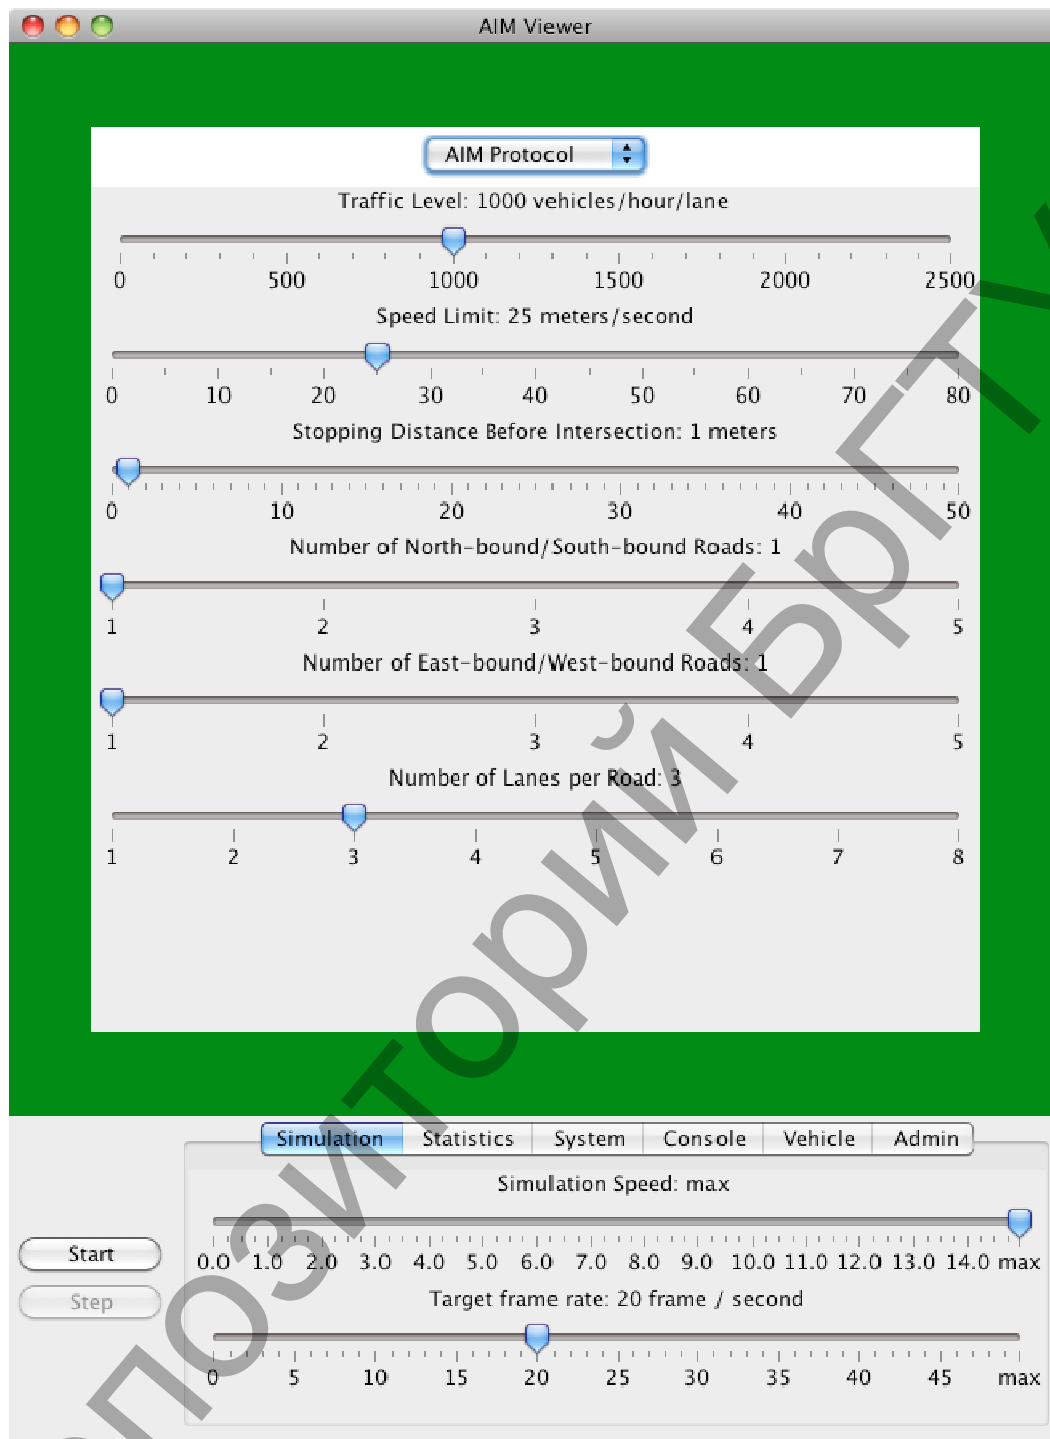 AIM Viewer
AIM Protocol
Traffic Level: 1000 vehicles/hour/lane
0 500 1000 1500 2000 2500
Speed Limit: 25 meters/second
0 10 20 30 40 50 60 70 80
Stopping Distance Before Intersection: 1 meters
0 10 20 30 40 50
Number of North-bound/South-bound Roads: 1
1 2 3 4 5
Number of East-bound/West-bound Roads: 1
1 2 3 4 5
Number of Lanes per Road: 3
1 2 3 4 5 6 7 8
Simulation Statistics System Console Vehicle Admin
Simulation Speed: max
0.0 1.0 2.0 3.0 4.0 5.0 6.0 7.0 8.0 9.0 10.0 11.0 12.0 13.0 14.0 max
Start
Target frame rate: 20 frame / second
Step
0 5 10 15 20 25 30 35 40 45 max
позиторий БрГТУ